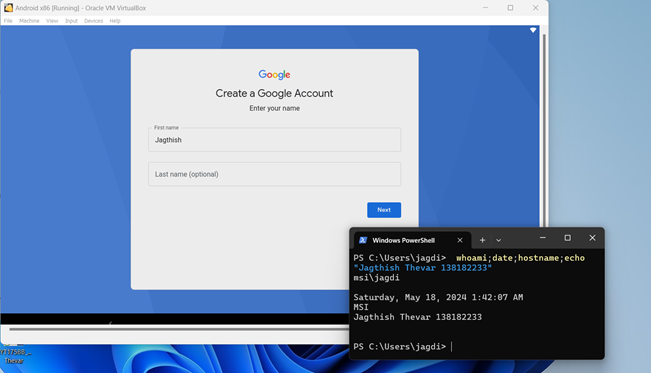 Android x86 [Running] - Oracle VM VirtualBox
File Machine View Input Devices Help
Google
Create a Google Account
Enter your name
First name
Jagthish
Last name (optional)
Next
Windows PowerShell
PS C:\Users\jagdi> whoami;date;hostname;echo
"Jagthish Thevar 138182233"
msi\jagdi
Saturday, May 18, 2024 1:42:07 AM
MSI
Jagthish Thevar 138182233
PS C:\Users\jagdi>
Thevar